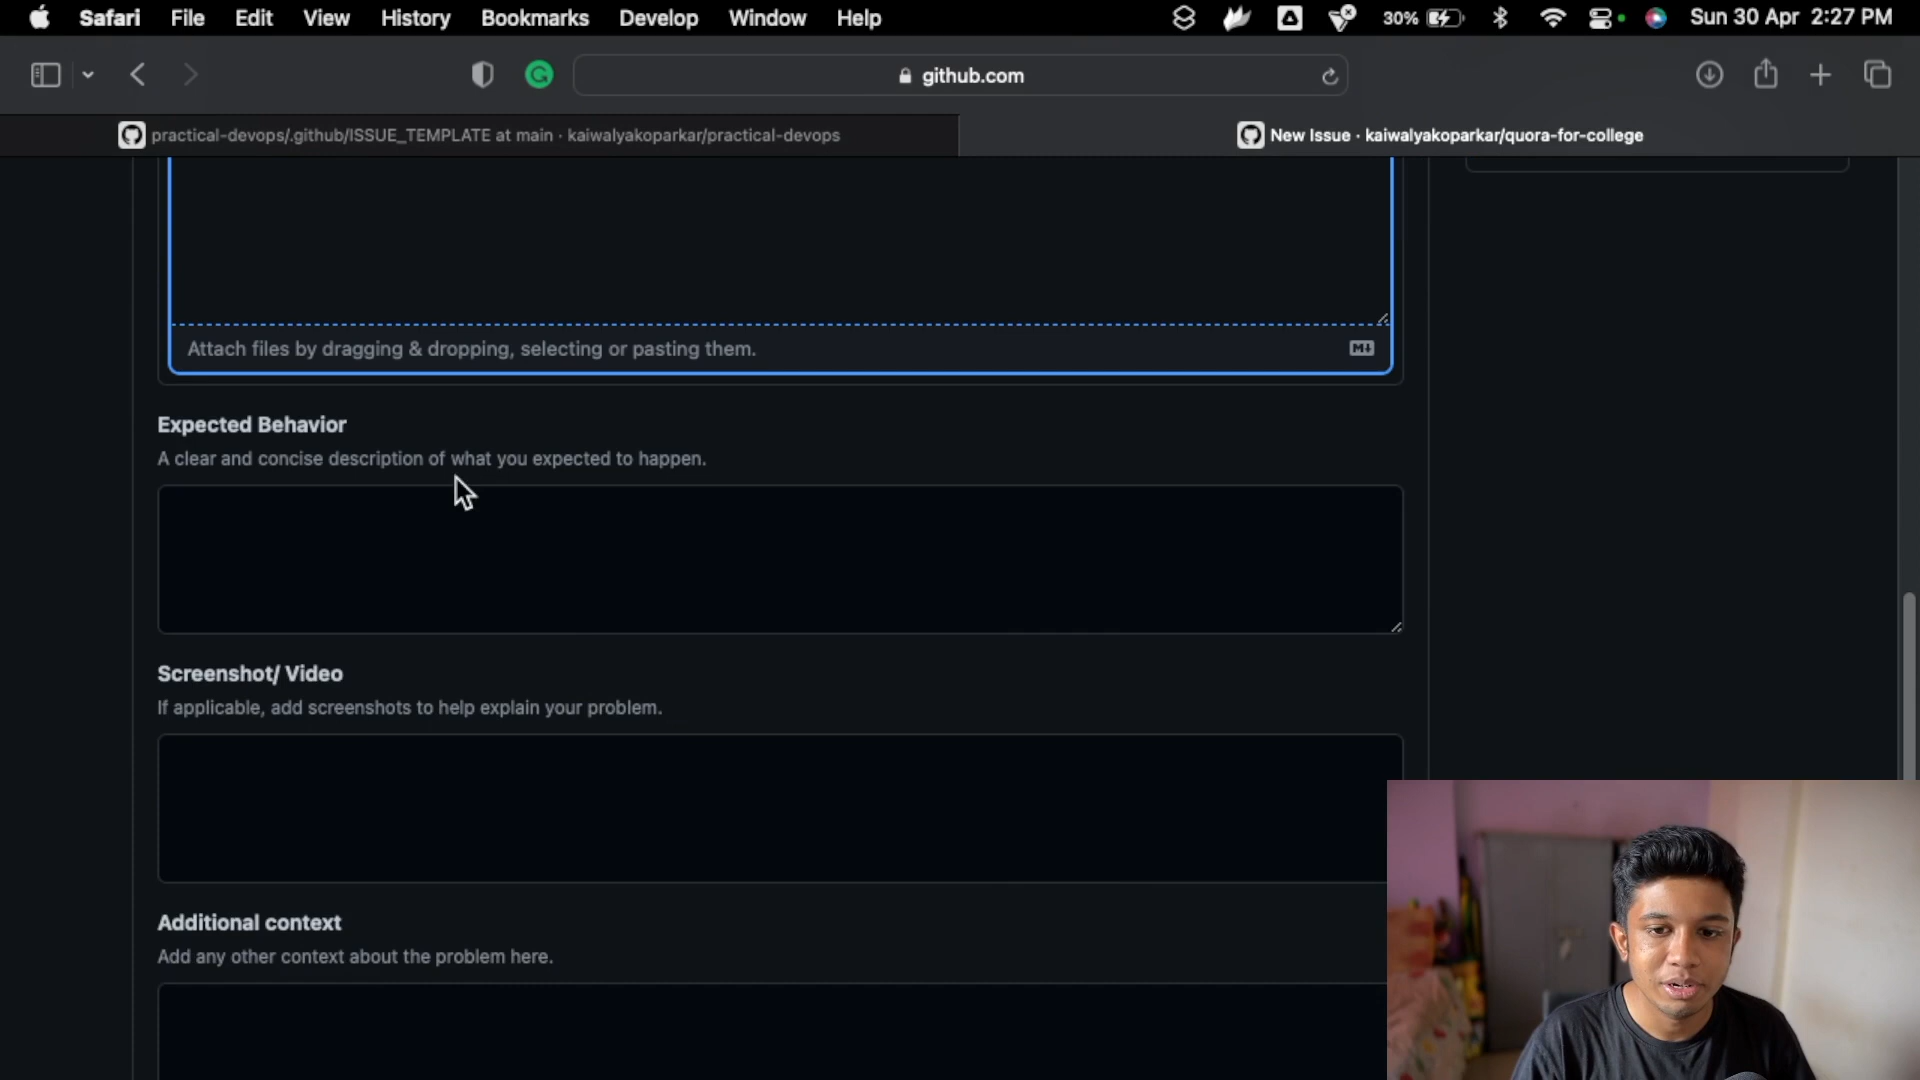 Safari File Edit View History Bookmarks Develop Window Help 30% Sun 30 Apr 2:27 PM
github.com
practical-devops/.github/ISSUE_TEMPLATE at main · kaiwalyakoparkar/practical-devops
New Issue · kaiwalyakoparkar/quora-for-college
Attach files by dragging & dropping, selecting or pasting them.
Expected Behavior
A clear and concise description of what you expected to happen.
Screenshot/ Video
If applicable, add screenshots to help explain your problem.
Additional context
Add any other context about the problem here.